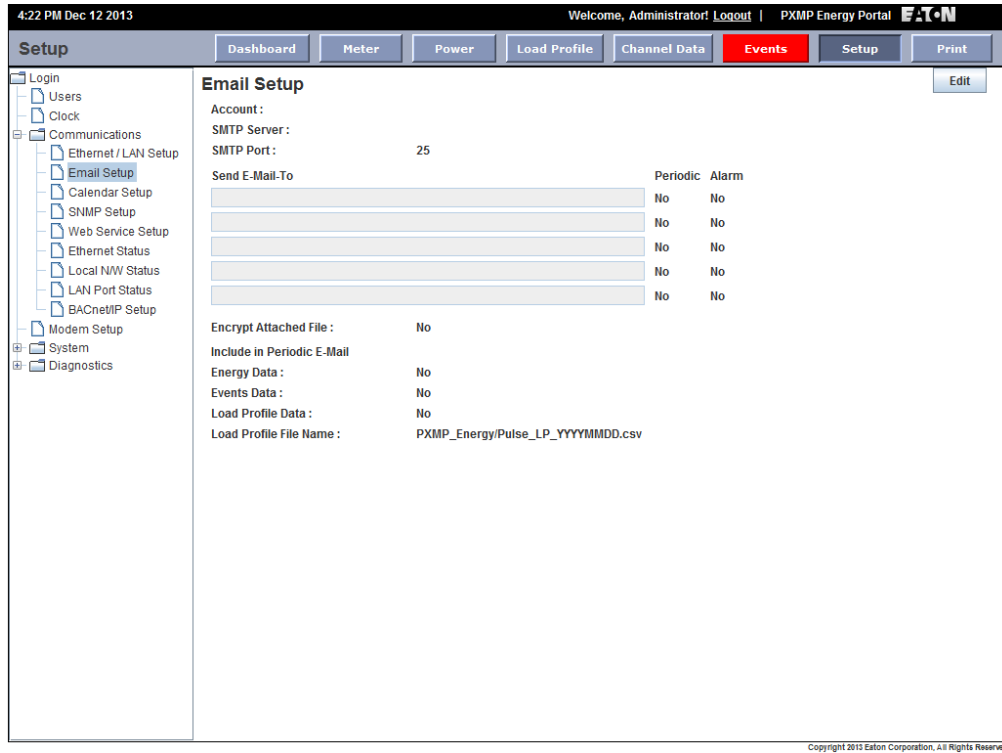 4:22 PM Dec 12 2013 Welcome, Administrator! Logout | PXMP Energy Portal EATON
Setup Dashboard Meter Power Load Profile Channel Data Events Setup Print
Login
Users
Clock
Communications
Ethernet / LAN Setup
Email Setup
Calendar Setup
SNMP Setup
Web Service Setup
Ethernet Status
Local N/W Status
LAN Port Status
BACnet/IP Setup
Modem Setup
System
Diagnostics
Email Setup Edit
Account :
SMTP Server :
SMTP Port : 25
Send E-Mail-To Periodic Alarm
No No
No No
No No
No No
No No
Encrypt Attached File : No
Include in Periodic E-Mail
Energy Data : No
Events Data : No
Load Profile Data : No
Load Profile File Name : PXMP_Energy/Pulse_LP_YYYYMMDD.csv
Copyright 2013 Eaton Corporation, All Rights Reserve